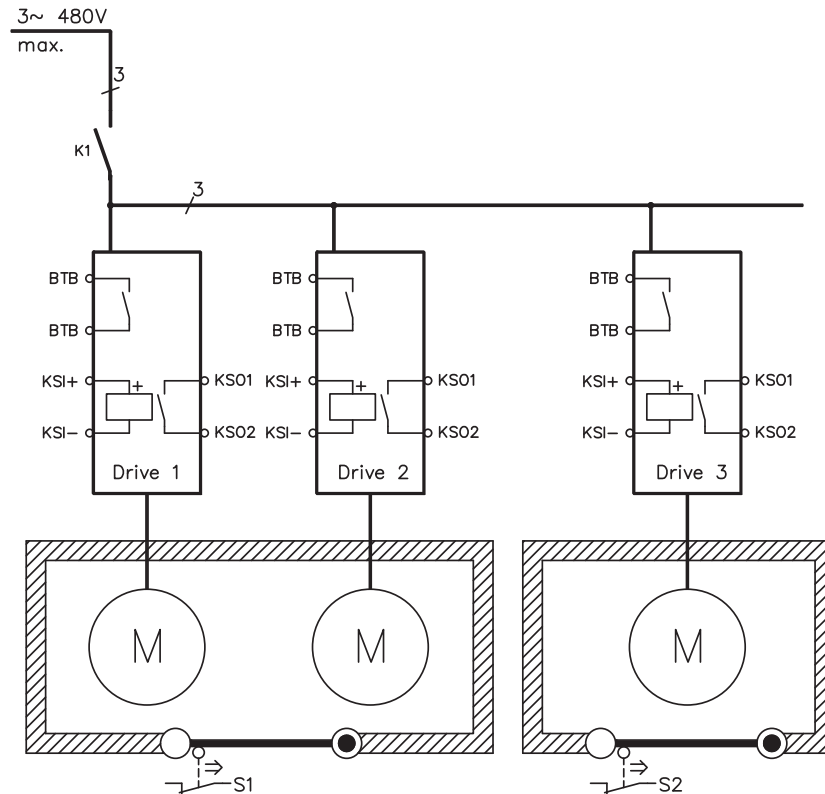 3~ 480V
max.
3
K1
3
BTB
BTB
KSI+
KSI–
KSO1
KSO2
Drive 1
BTB
BTB
KSI+
KSI–
KSO1
KSO2
Drive 2
BTB
BTB
KSI+
KSI–
KSO1
KSO2
Drive 3
M
M
M
S1
S2